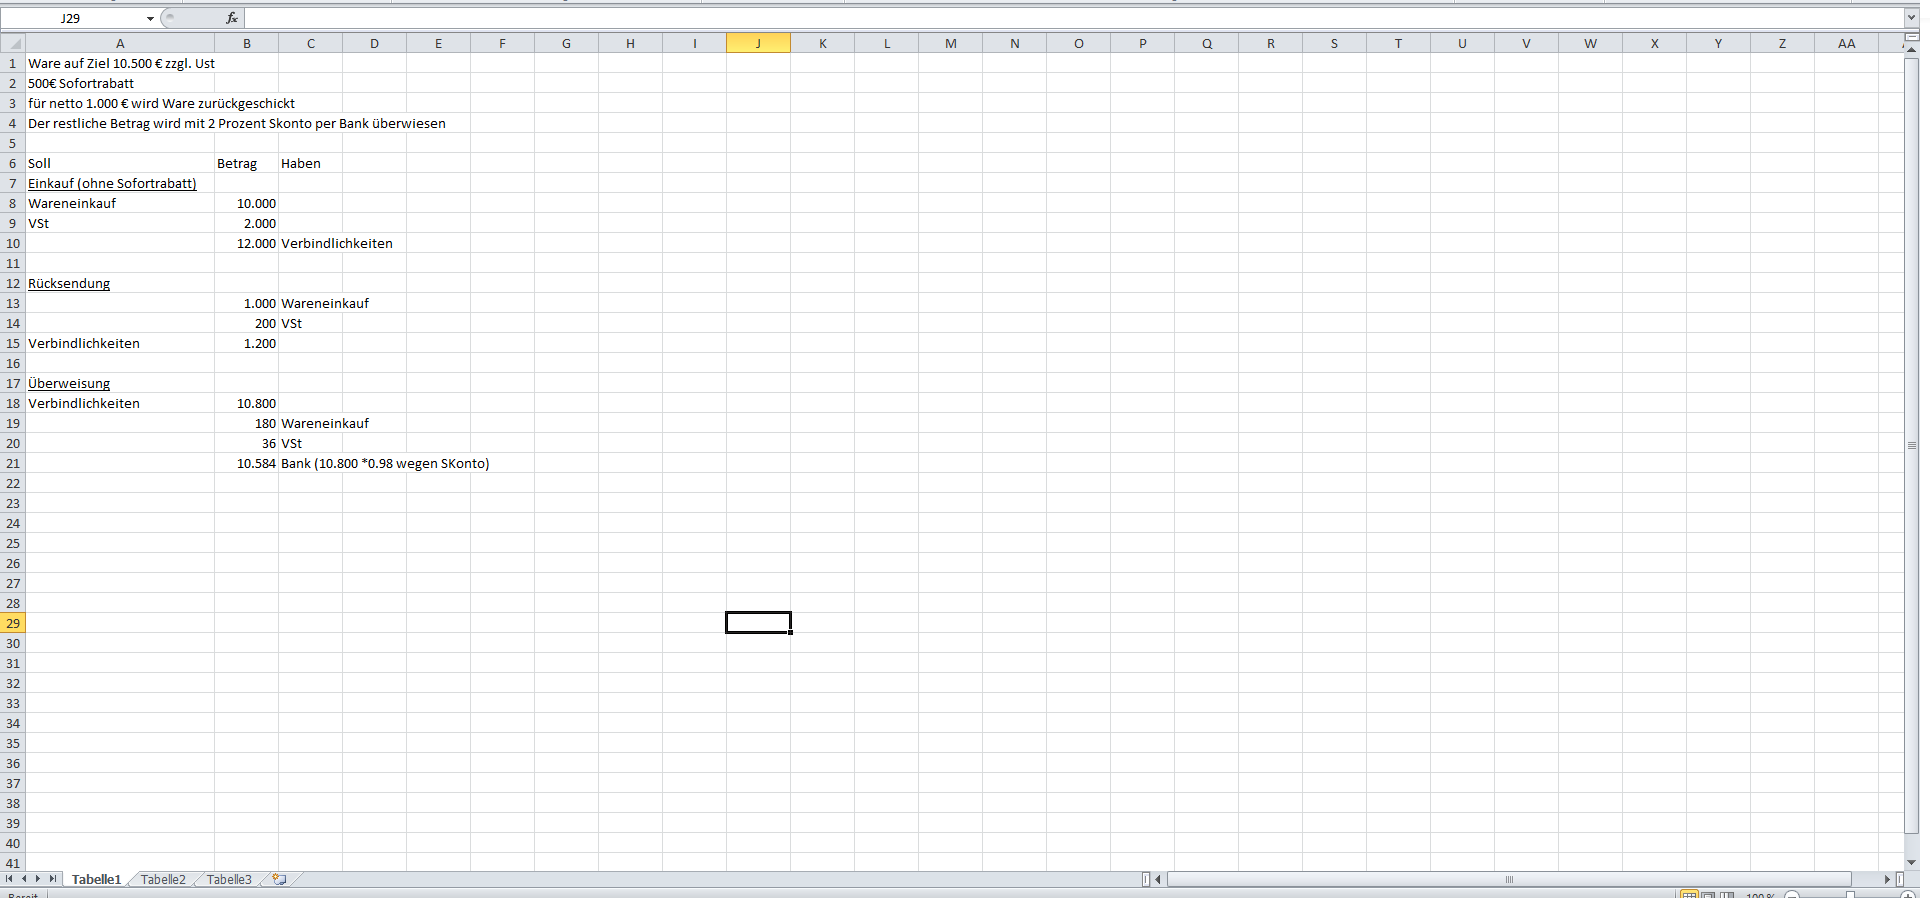 J29
fx
A B C D E F G H I J K L M N O P Q R S T U V W X Y Z AA
1 Ware auf Ziel 10.500 € zzgl. Ust
2 500€ Sofortrabatt
3 für netto 1.000 € wird Ware zurückgeschickt
4 Der restliche Betrag wird mit 2 Prozent Skonto per Bank überwiesen
5
6 Soll Betrag Haben
7 Einkauf (ohne Sofortrabatt)
8 Wareneinkauf 10.000
9 VSt 2.000
10 12.000 Verbindlichkeiten
11
12 Rücksendung
13 1.000 Wareneinkauf
14 200 VSt
15 Verbindlichkeiten 1.200
16
17 Überweisung
18 Verbindlichkeiten 10.800
19 180 Wareneinkauf
20 36 VSt
21 10.584 Bank (10.800 *0.98 wegen SKonto)
22
23
24
25
26
27
28
29
30
31
32
33
34
35
36
37
38
39
40
41
Tabelle1 Tabelle2 Tabelle3
Bereit 100 %